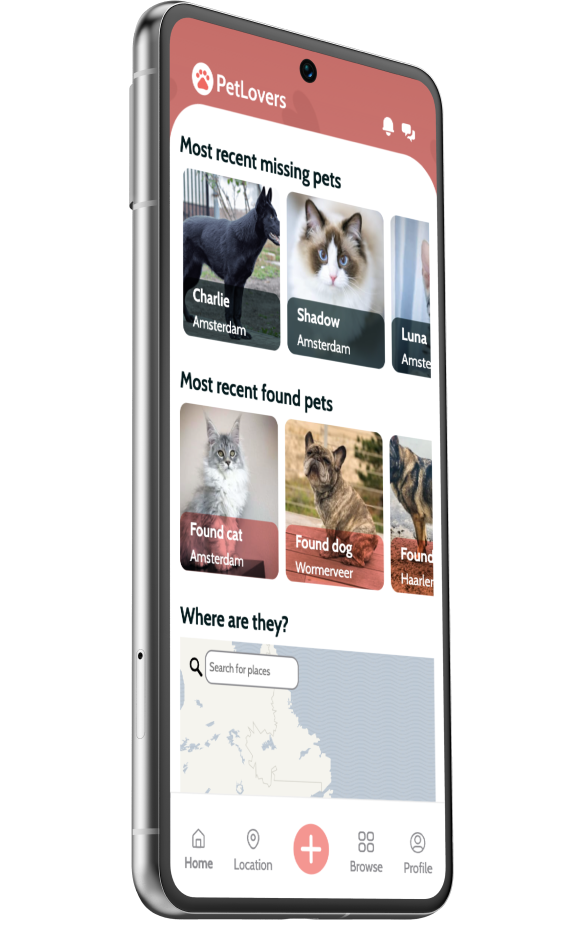 PetLovers
Most recent missing pets
Charlie
Amsterdam
Shadow
Amsterdam
Luna
Amste
Most recent found pets
Found cat
Amsterdam
Found dog
Wormerveer
Found
Haarler
Where are they?
Search for places
Home
Location
Browse
Profile